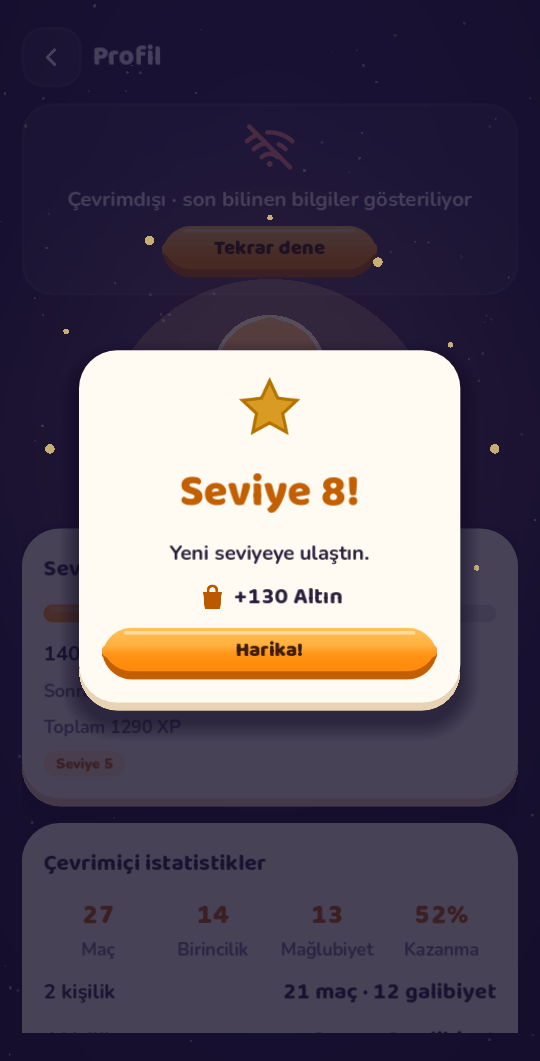 Profil
Çevrimdışı · son bilinen bilgiler gösteriliyor
Tekrar dene
Seviye 8!
Yeni seviyeye ulaştın.
+130 Altın
Harika!
140
Toplam 1290 XP
Seviye 5
Çevrimiçi istatistikler
27 14 13 52%
Maç Birincilik Mağlubiyet Kazanma
2 kişilik 21 maç · 12 galibiyet